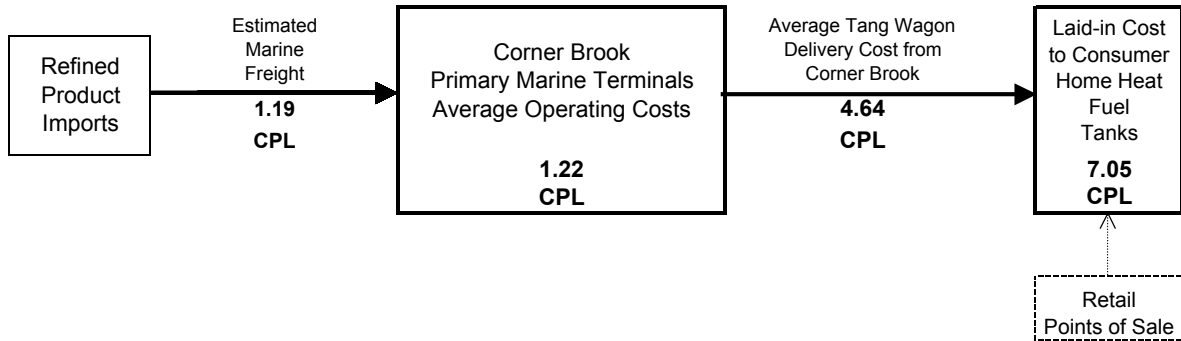 Refined
Product
Imports
Estimated
Marine
Freight
1.19
CPL
Corner Brook
Primary Marine Terminals
Average Operating Costs
1.22
CPL
Average Tang Wagon
Delivery Cost from
Corner Brook
4.64
CPL
Laid-in Cost
to Consumer
Home Heat
Fuel
Tanks
7.05
CPL
Retail
Points of Sale